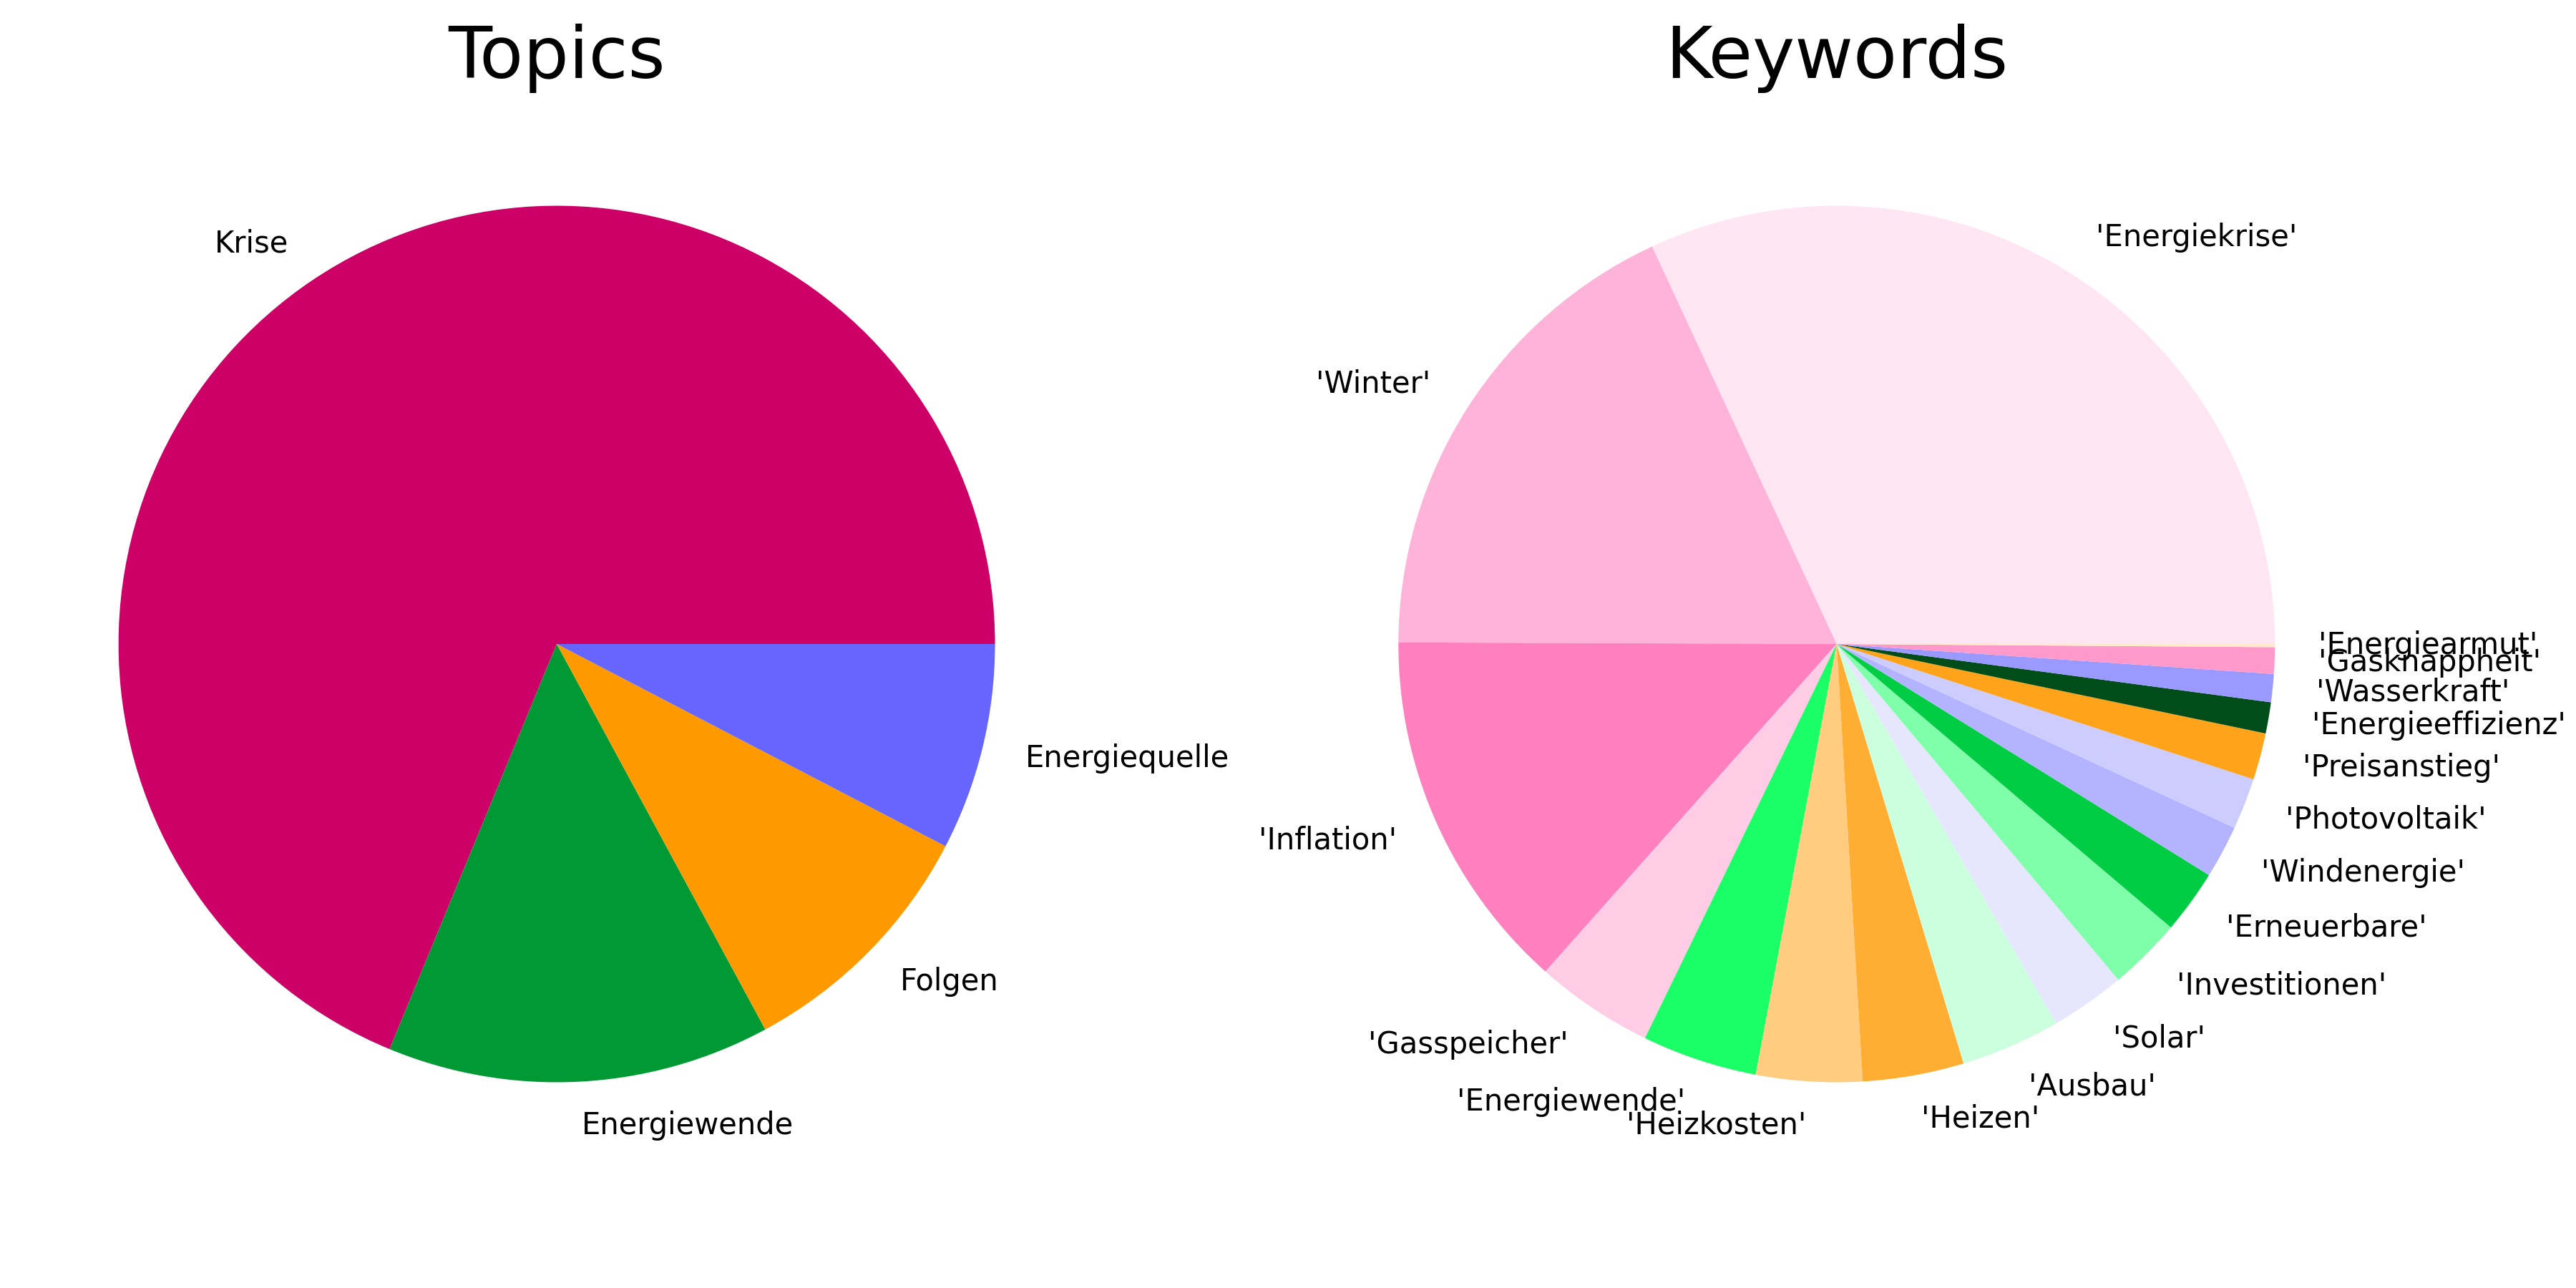 Topics
Krise
Energiequelle
Folgen
Energiewende
Keywords
'Energiekrise'
'Winter'
'Energiearmut'
'Gasknappheit'
'Wasserkraft'
'Energieeffizienz'
'Preisanstieg'
'Photovoltaik'
'Inflation'
'Windenergie'
'Erneuerbare'
'Investitionen'
'Solar'
'Gasspeicher'
'Ausbau'
'Energiewende'
'Heizen'
'Heizkosten'